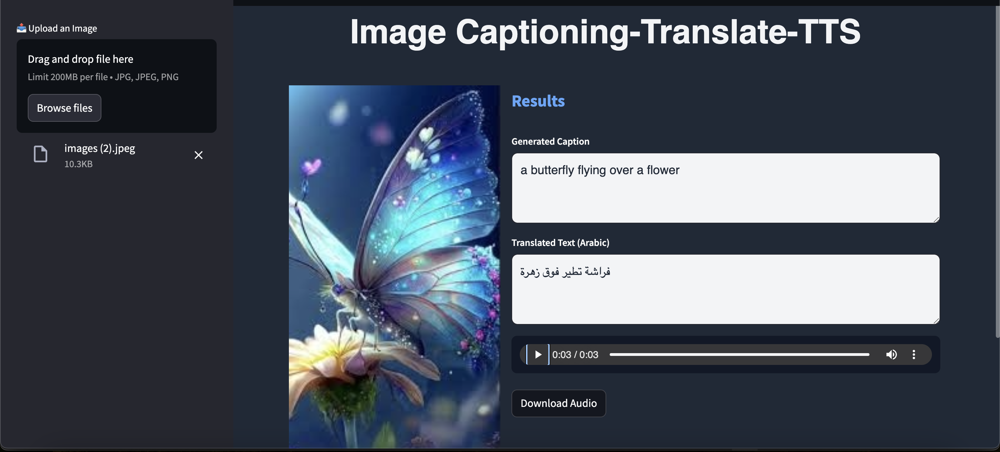 Upload an Image
Drag and drop file here
Limit 200MB per file • JPG, JPEG, PNG
Browse files
images (2).jpeg
10.3KB
Image Captioning-Translate-TTS
Results
Generated Caption
a butterfly flying over a flower
Translated Text (Arabic)
فراشة تطير فوق زهرة
0:03 / 0:03
Download Audio